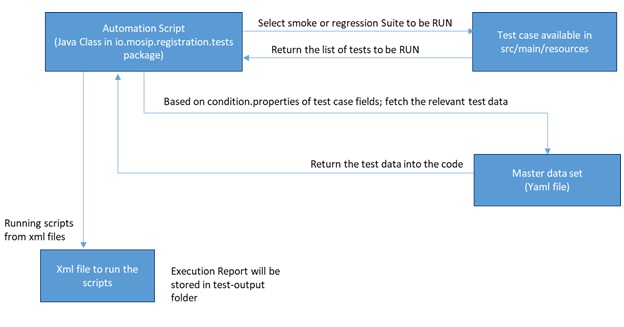 Automation Script
(Java Class in io.mosip.registration.tests
package)
Select smoke or regression Suite to be RUN
Return the list of tests to be RUN
Test case available in
src/main/resources
Based on condition.properties of test case fields; fetch the relevant test data
Return the test data into the code
Master data set
(Yaml file)
Running scripts
from xml files
Xml file to run the
scripts
Execution Report will be
stored in test-output
folder